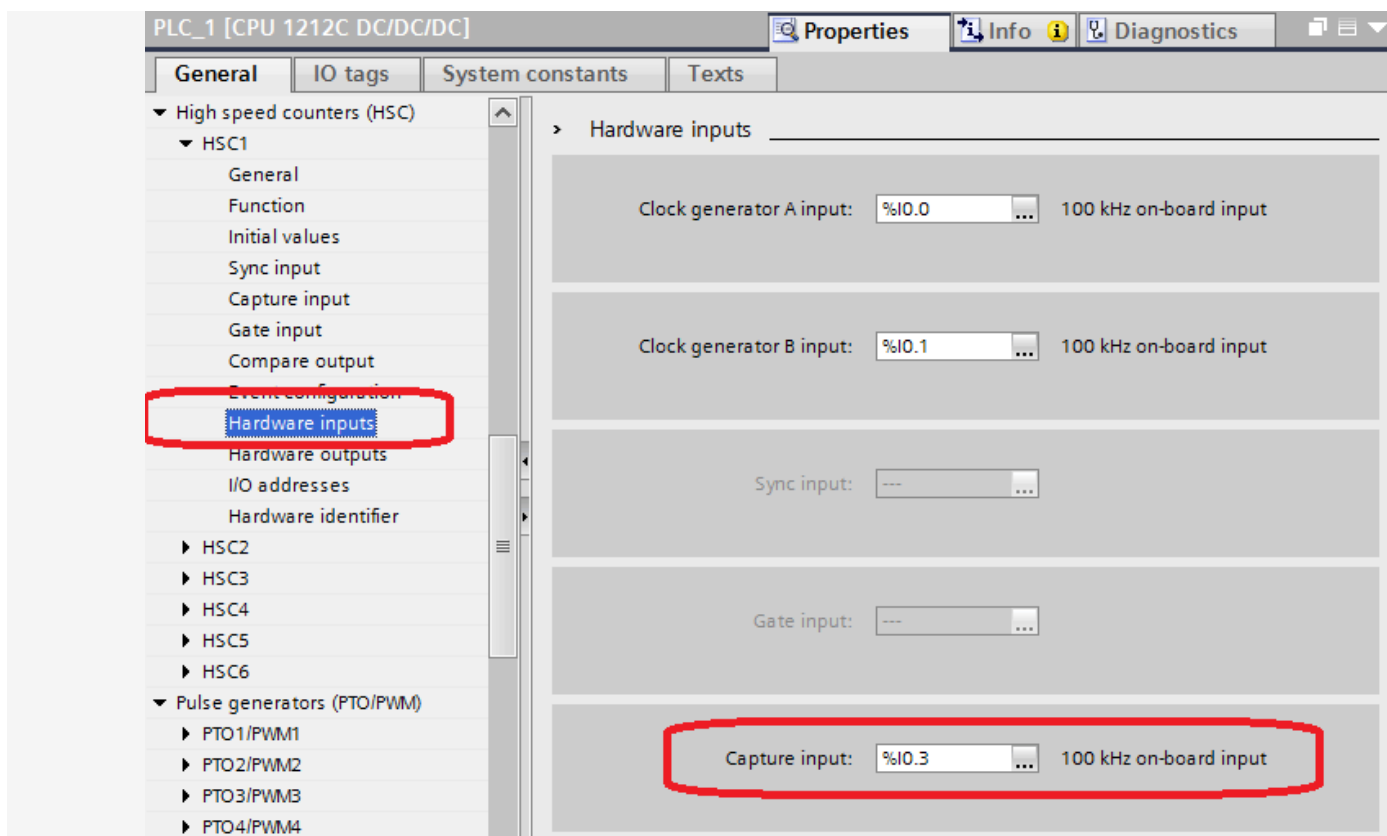 PLC_1 [CPU 1212C DC/DC/DC]
Properties
Info
Diagnostics
General
IO tags
System constants
Texts
High speed counters (HSC)
HSC1
General
Function
Initial values
Sync input
Capture input
Gate input
Compare output
Event configuration
Hardware inputs
Hardware outputs
I/O addresses
Hardware identifier
HSC2
HSC3
HSC4
HSC5
HSC6
Pulse generators (PTO/PWM)
PTO1/PWM1
PTO2/PWM2
PTO3/PWM3
PTO4/PWM4
Hardware inputs
Clock generator A input: %I0.0 ... 100 kHz on-board input
Clock generator B input: %I0.1 ... 100 kHz on-board input
Sync input: --- ...
Gate input: --- ...
Capture input: %I0.3 ... 100 kHz on-board input